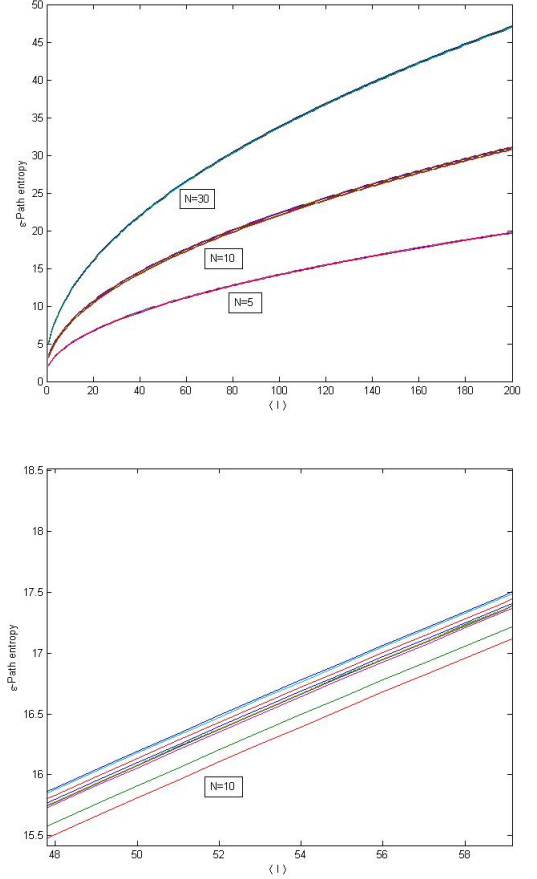 50
45
40
35
30
25
20
15
10
5
0
ε-Path entropy
N=30
N=10
N=5
0 20 40 60 80 100 120 140 160 180 200
⟨ I ⟩
18.5
18
17.5
17
16.5
16
15.5
ε-Path entropy
N=10
48 50 52 54 56 58
⟨ I ⟩